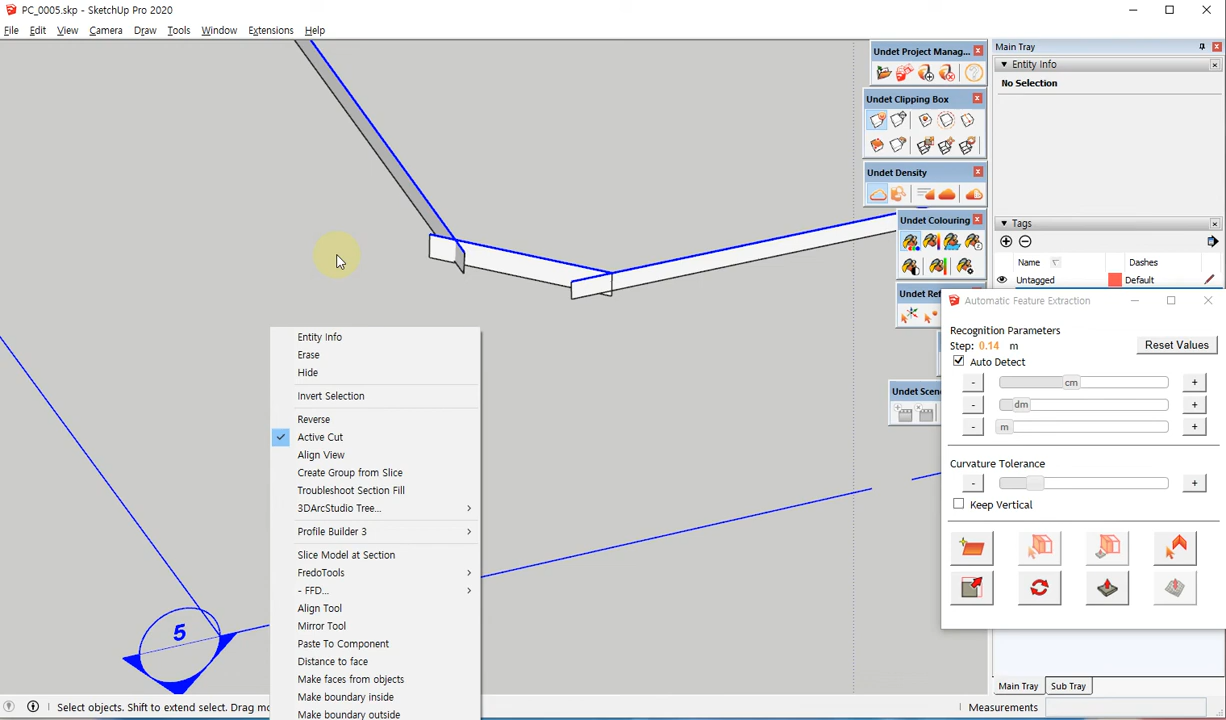 PC_0005.skp - SketchUp Pro 2020
File Edit View Camera Draw Tools Window Extensions Help
Undet Project Manag...
Undet Clipping Box
Undet Density
Undet Colouring
Undet Scen
Main Tray
Entity Info
No Selection
Tags
Name Dashes
Untagged Default
Automatic Feature Extraction
Recognition Parameters
Step: 0.14 m
Reset Values
Auto Detect
- cm +
- dm +
- m +
Curvature Tolerance
- +
Keep Vertical
Entity Info
Erase
Hide
Invert Selection
Reverse
Active Cut
Align View
Create Group from Slice
Troubleshoot Section Fill
3DArcStudio Tree...
Profile Builder 3
Slice Model at Section
FredoTools
- FFD...
Align Tool
Mirror Tool
Paste To Component
Distance to face
Make faces from objects
Make boundary inside
Make boundary outside
5
Main Tray Sub Tray
Select objects. Shift to extend select. Drag mo
Measurements